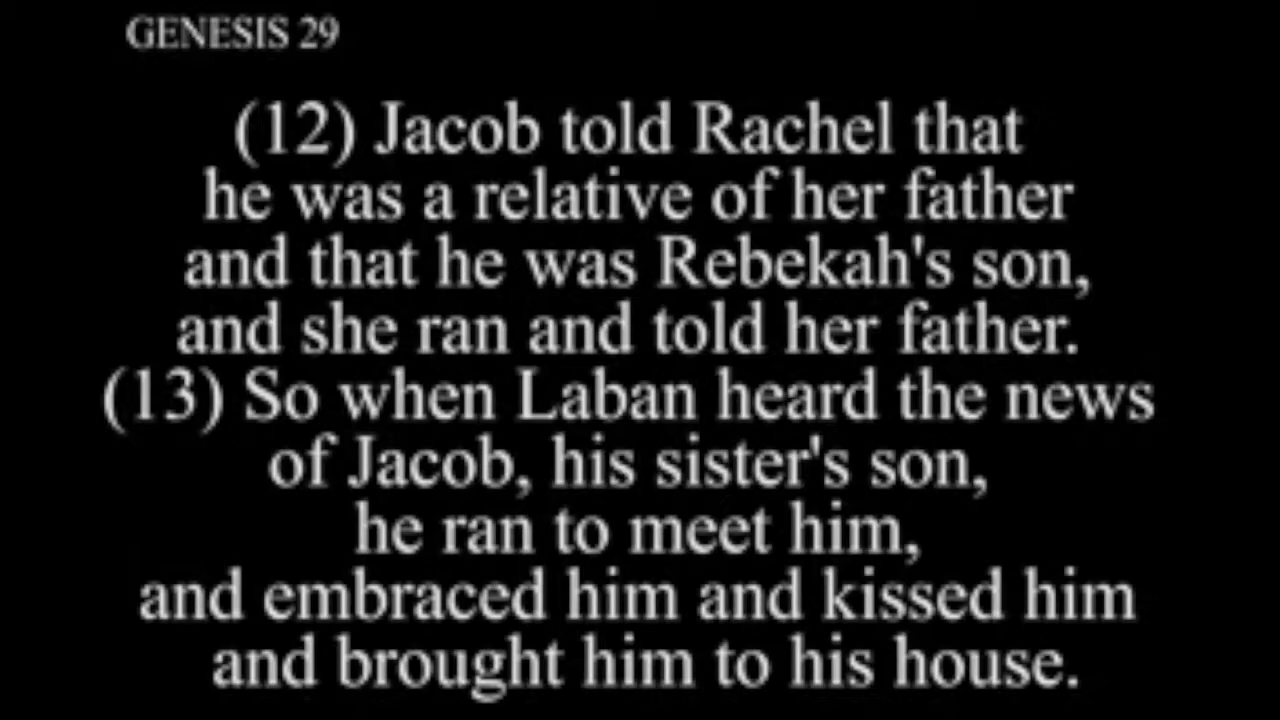 GENESIS 29
(12) Jacob told Rachel that
he was a relative of her father
and that he was Rebekah's son,
and she ran and told her father.
(13) So when Laban heard the news
of Jacob, his sister's son,
he ran to meet him,
and embraced him and kissed him
and brought him to his house.